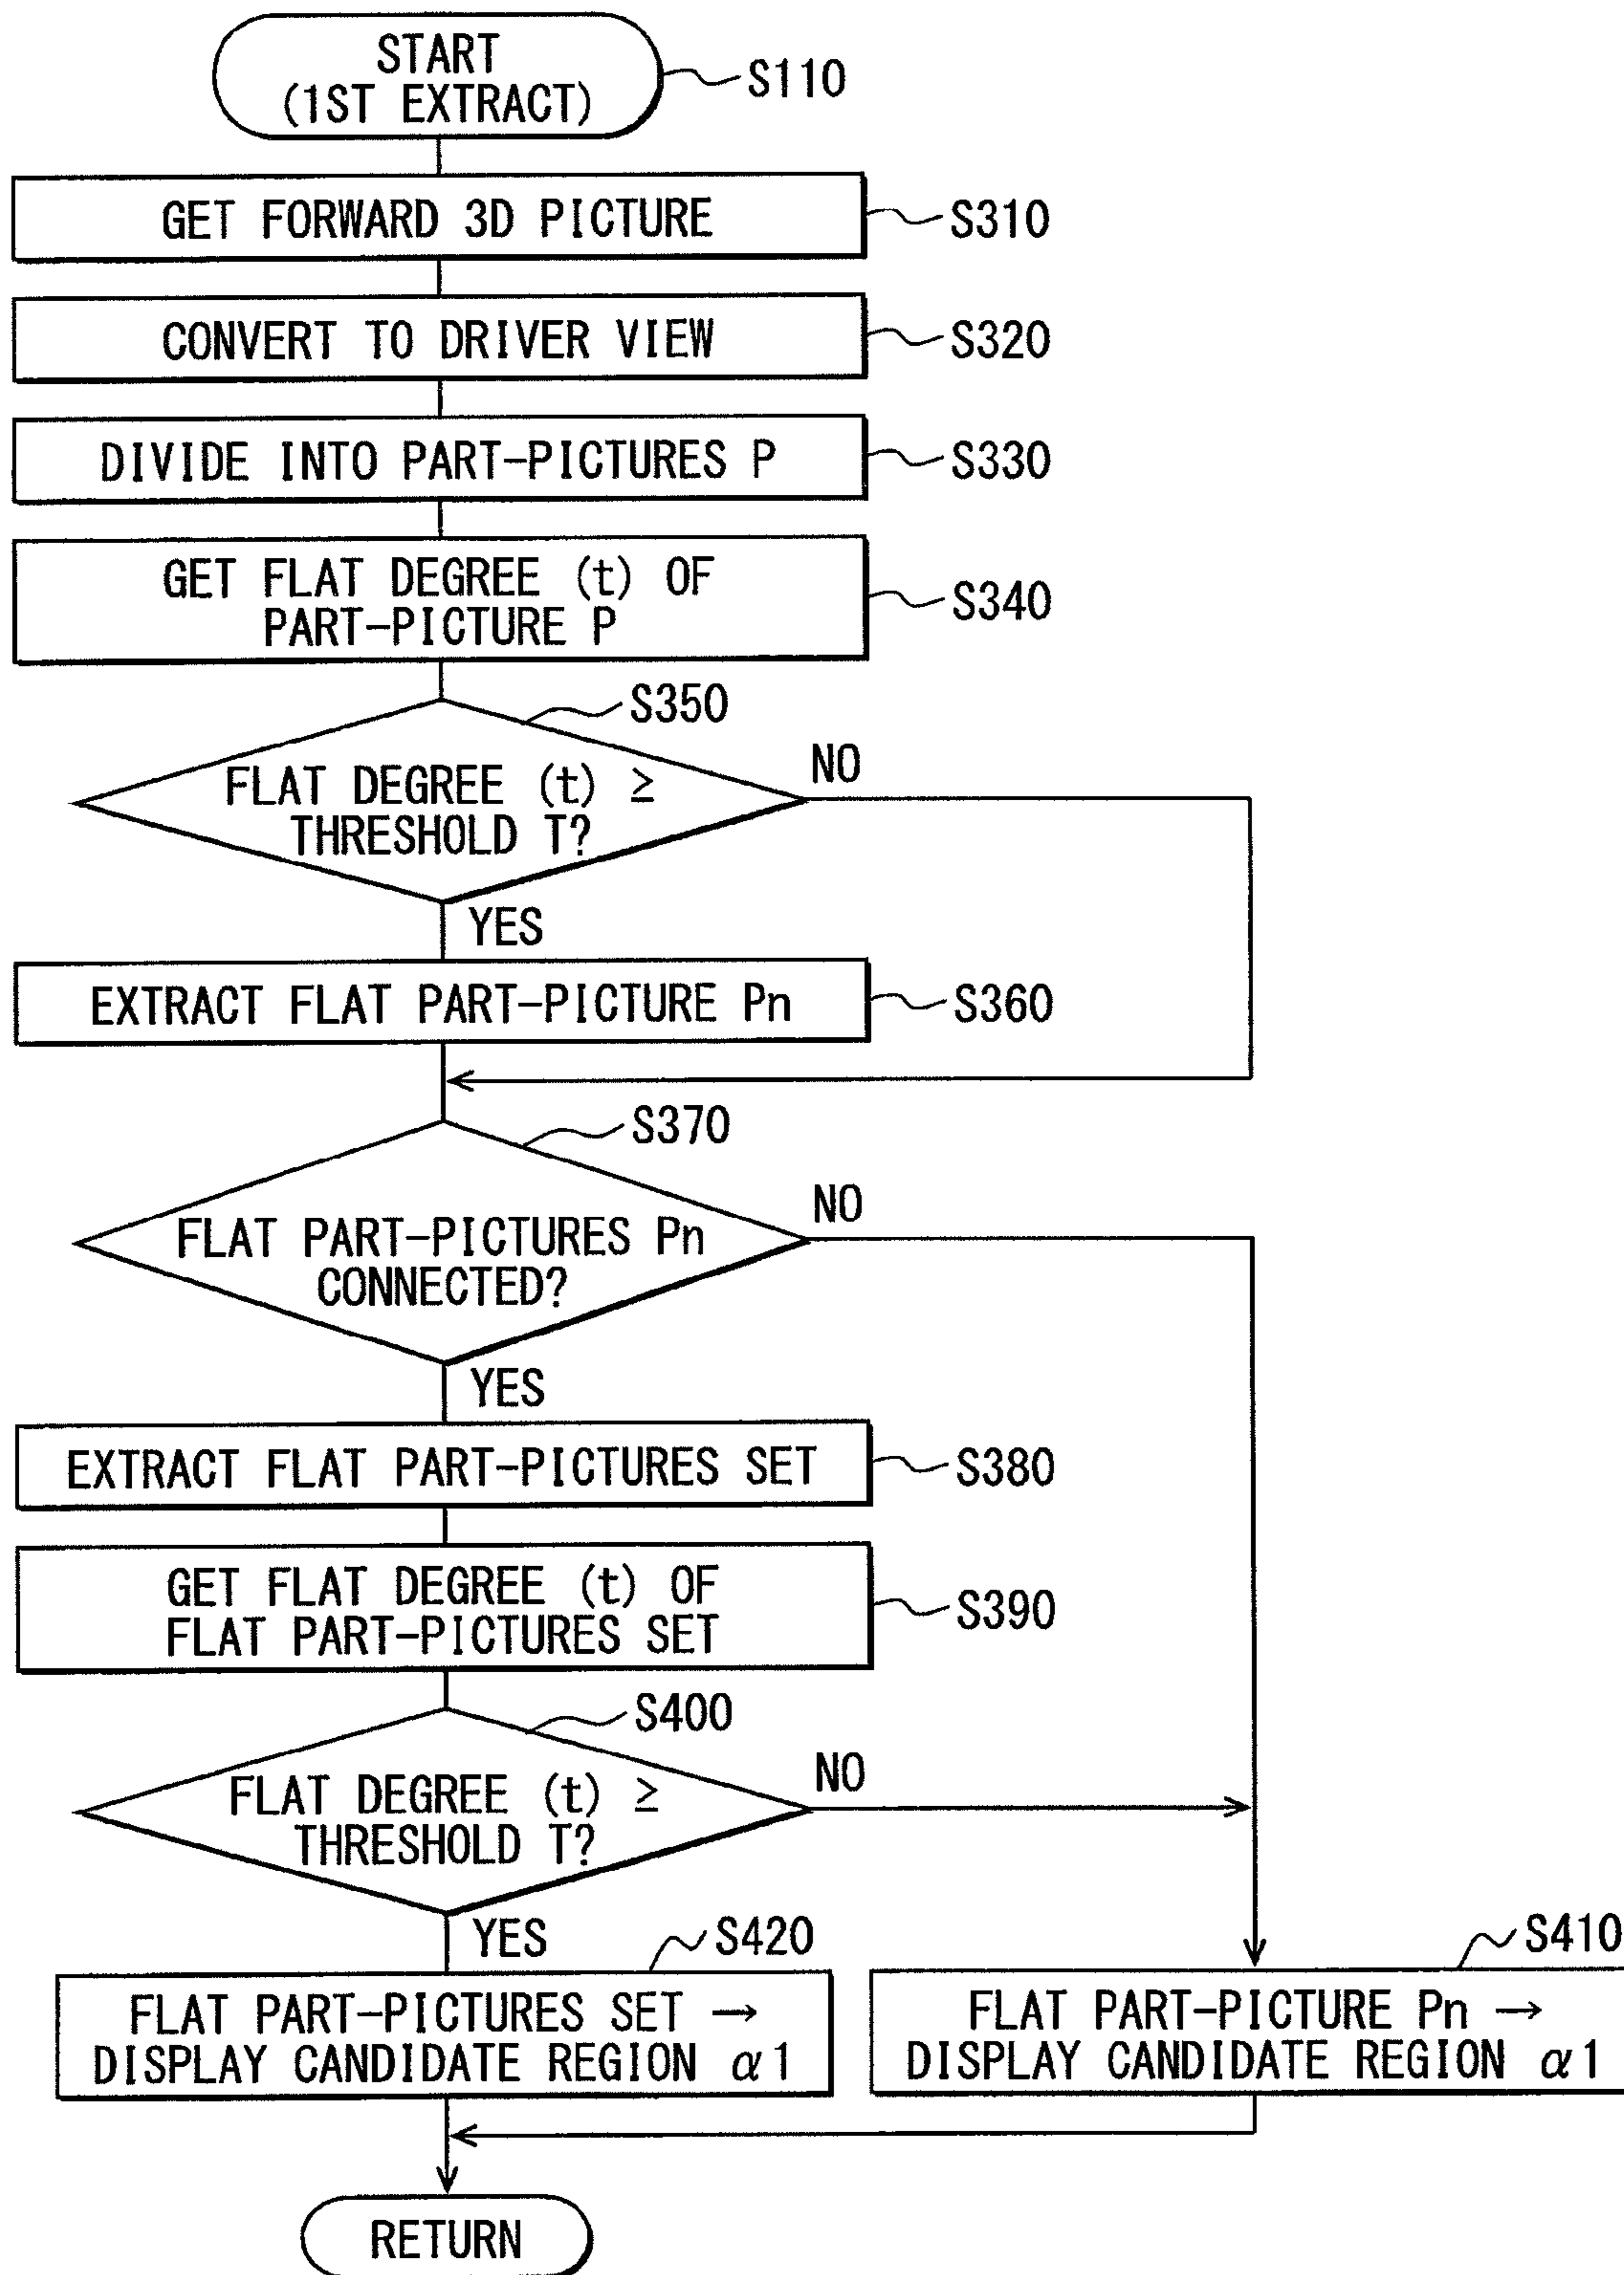 START
(1ST EXTRACT)
S110
GET FORWARD 3D PICTURE
S310
CONVERT TO DRIVER VIEW
S320
DIVIDE INTO PART-PICTURES P
S330
GET FLAT DEGREE (t) OF
PART-PICTURE P
S340
S350
FLAT DEGREE (t) ≥
THRESHOLD T?
NO
YES
EXTRACT FLAT PART-PICTURE Pn
S360
S370
FLAT PART-PICTURES Pn
CONNECTED?
NO
YES
EXTRACT FLAT PART-PICTURES SET
S380
GET FLAT DEGREE (t) OF
FLAT PART-PICTURES SET
S390
S400
FLAT DEGREE (t) ≥
THRESHOLD T?
NO
YES
S420
FLAT PART-PICTURES SET →
DISPLAY CANDIDATE REGION α1
S410
FLAT PART-PICTURE Pn →
DISPLAY CANDIDATE REGION α1
RETURN